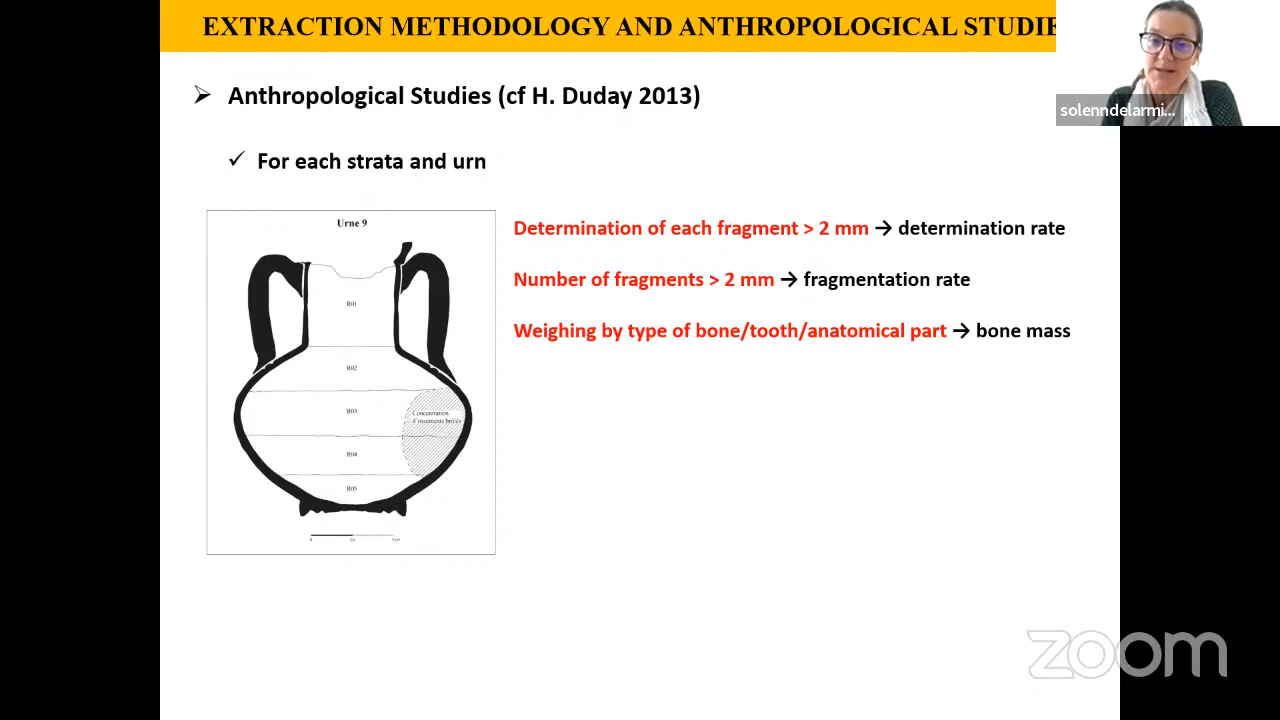 EXTRACTION METHODOLOGY AND ANTHROPOLOGICAL STUDIE
solenndelarmi...
➢ Anthropological Studies (cf H. Duday 2013)
✓ For each strata and urn
Urne 9
R01
R02
R03
Concentration
d'ossements brûlés
R04
R05
0
Determination of each fragment > 2 mm → determination rate
Number of fragments > 2 mm → fragmentation rate
Weighing by type of bone/tooth/anatomical part → bone mass
zoom